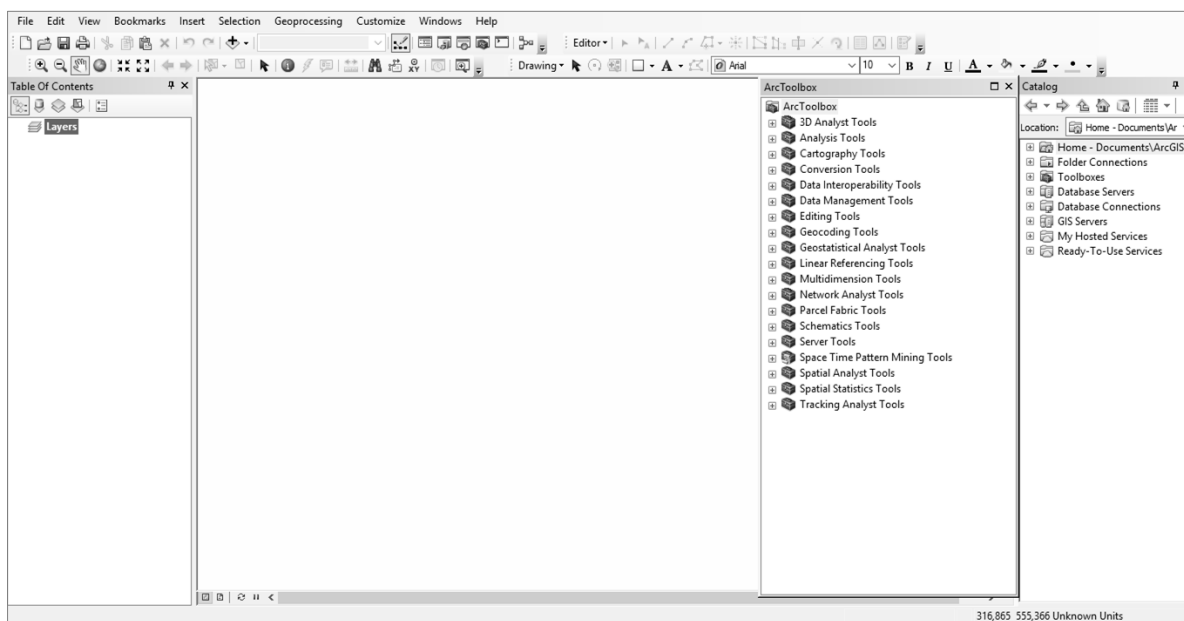 File Edit View Bookmarks Insert Selection Geoprocessing Customize Windows Help
Editor
Drawing A Arial 10 B I U A
Table Of Contents
Layers
ArcToolbox
ArcToolbox
3D Analyst Tools
Analysis Tools
Cartography Tools
Conversion Tools
Data Interoperability Tools
Data Management Tools
Editing Tools
Geocoding Tools
Geostatistical Analyst Tools
Linear Referencing Tools
Multidimension Tools
Network Analyst Tools
Parcel Fabric Tools
Schematics Tools
Server Tools
Space Time Pattern Mining Tools
Spatial Analyst Tools
Spatial Statistics Tools
Tracking Analyst Tools
Catalog
Location: Home - Documents\Ar
Home - Documents\ArcGIS
Folder Connections
Toolboxes
Database Servers
Database Connections
GIS Servers
My Hosted Services
Ready-To-Use Services
316,865 555,366 Unknown Units